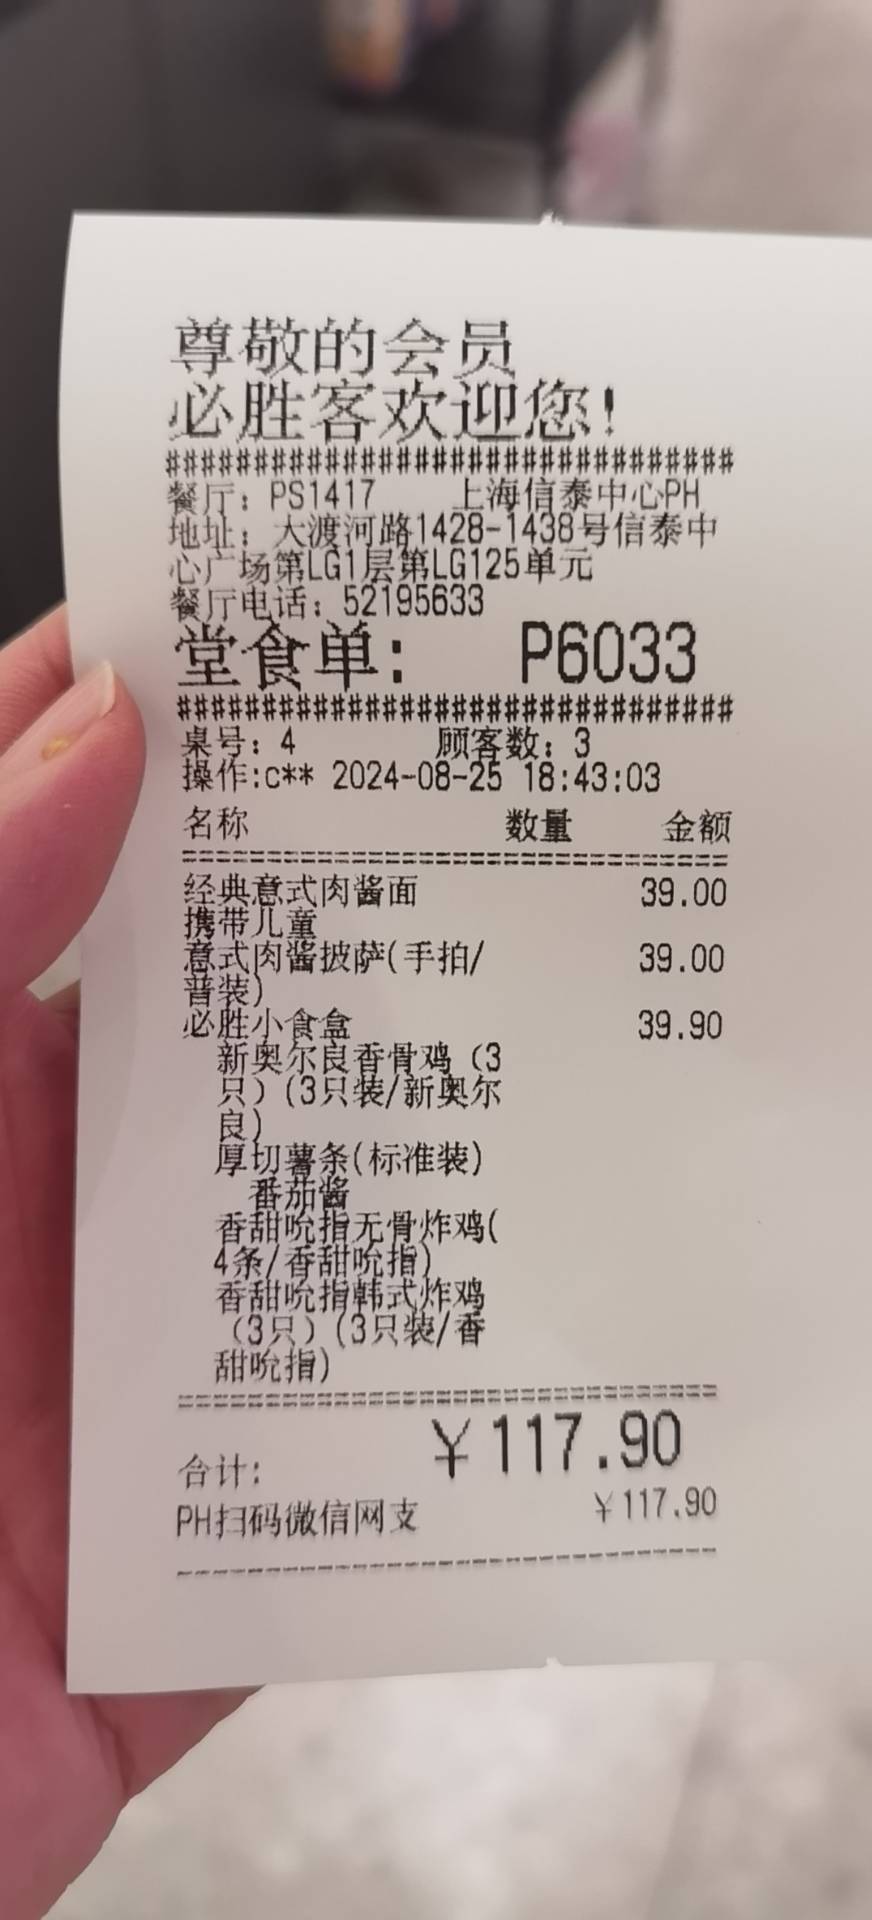 尊敬的会员
必胜客欢迎您!
################################
餐厅: PS1417 上海信泰中心PH
地址: 大渡河路1428-1438号信泰中
心广场第LG1层第LG125单元
餐厅电话: 52195633
堂食单: P6033
################################
桌号: 4 顾客数: 3
操作:c** 2024-08-25 18:43:03
名称 数量 金额
================================
经典意式肉酱面 39.00
携带儿童
意式肉酱披萨(手拍/ 39.00
普装)
必胜小食盒 39.90
新奥尔良香骨鸡（3
只）(3只装/新奥尔
良)
厚切薯条(标准装)
番茄酱
香甜吮指无骨炸鸡(
4条/香甜吮指)
香甜吮指韩式炸鸡
（3只）(3只装/香
甜吮指)
================================
合计: ￥117.90
PH扫码微信网支 ￥117.90
--------------------------------